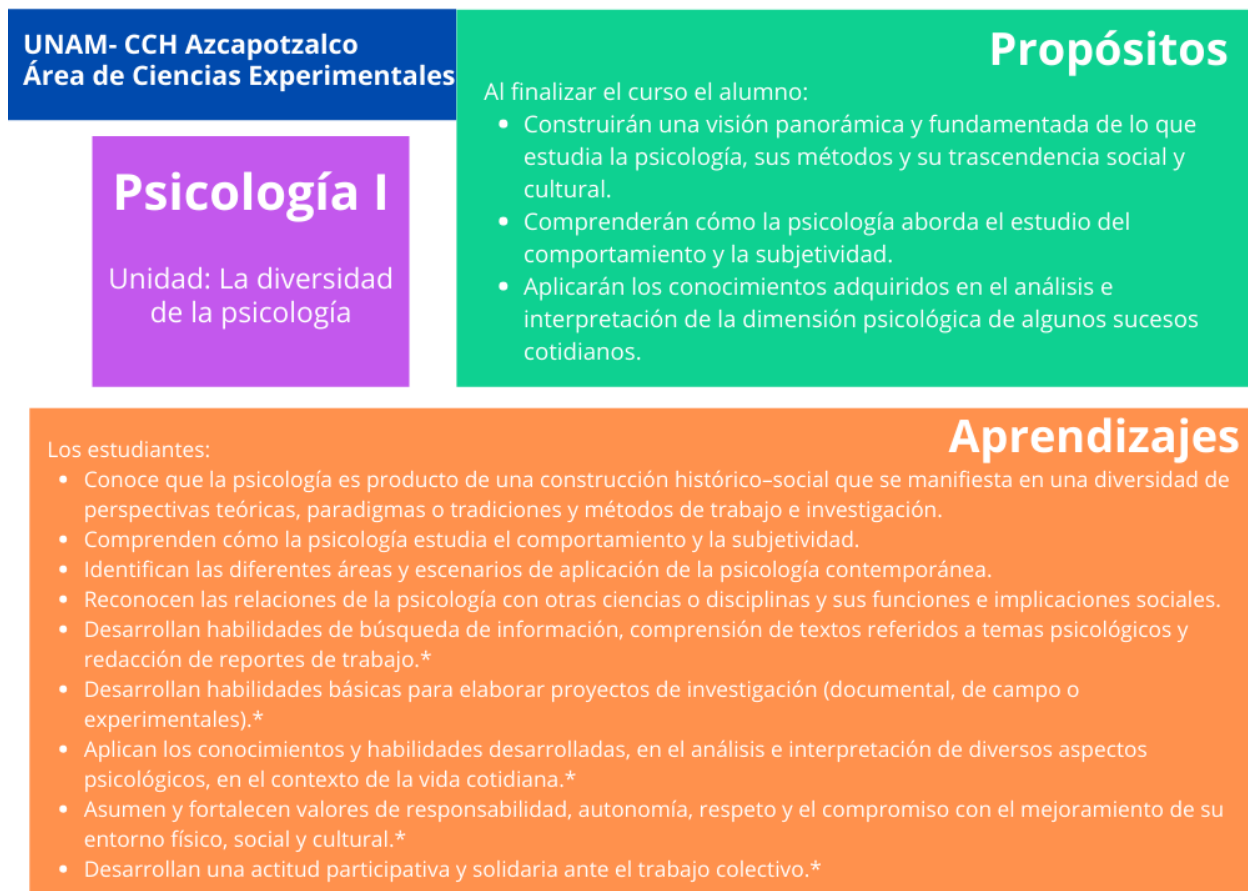 UNAM- CCH Azcapotzalco
Área de Ciencias Experimentales
Psicología I
Unidad: La diversidad
de la psicología
Propósitos
Al finalizar el curso el alumno:
• Construirán una visión panorámica y fundamentada de lo que
estudia la psicología, sus métodos y su trascendencia social y
cultural.
• Comprenderán cómo la psicología aborda el estudio del
comportamiento y la subjetividad.
• Aplicarán los conocimientos adquiridos en el análisis e
interpretación de la dimensión psicológica de algunos sucesos
cotidianos.
Aprendizajes
Los estudiantes:
• Conoce que la psicología es producto de una construcción histórico–social que se manifiesta en una diversidad de
perspectivas teóricas, paradigmas o tradiciones y métodos de trabajo e investigación.
• Comprenden cómo la psicología estudia el comportamiento y la subjetividad.
• Identifican las diferentes áreas y escenarios de aplicación de la psicología contemporánea.
• Reconocen las relaciones de la psicología con otras ciencias o disciplinas y sus funciones e implicaciones sociales.
• Desarrollan habilidades de búsqueda de información, comprensión de textos referidos a temas psicológicos y
redacción de reportes de trabajo.*
• Desarrollan habilidades básicas para elaborar proyectos de investigación (documental, de campo o
experimentales).*
• Aplican los conocimientos y habilidades desarrolladas, en el análisis e interpretación de diversos aspectos
psicológicos, en el contexto de la vida cotidiana.*
• Asumen y fortalecen valores de responsabilidad, autonomía, respeto y el compromiso con el mejoramiento de su
entorno físico, social y cultural.*
• Desarrollan una actitud participativa y solidaria ante el trabajo colectivo.*